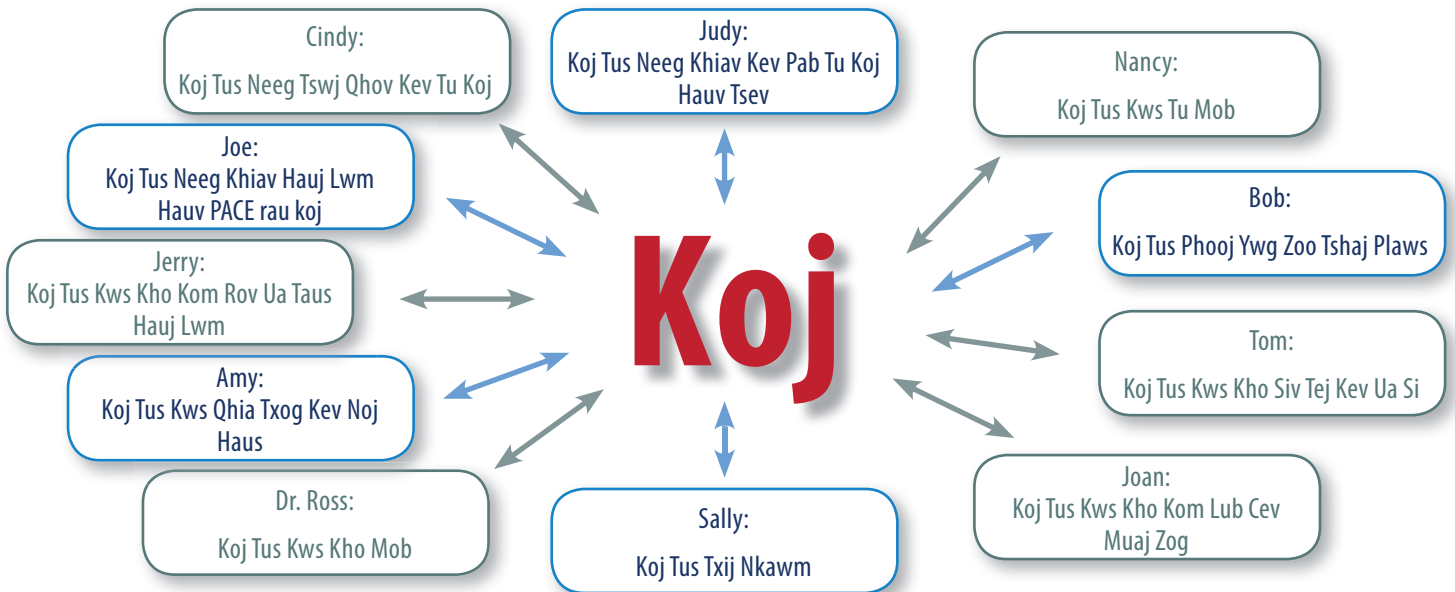 Cindy:
Koj Tus Neeg Tswj Qhov Kev Tu Koj
Judy:
Koj Tus Neeg Khiav Kev Pab Tu Koj
Hauv Tsev
Nancy:
Koj Tus Kws Tu Mob
Joe:
Koj Tus Neeg Khiav Hauj Lwm
Hauv PACE rau koj
Bob:
Koj Tus Phooj Ywg Zoo Tshaj Plaws
Jerry:
Koj Tus Kws Kho Kom Rov Ua Taus
Hauj Lwm
Koj
Tom:
Koj Tus Kws Kho Siv Tej Kev Ua Si
Amy:
Koj Tus Kws Qhia Txog Kev Noj
Haus
Dr. Ross:
Koj Tus Kws Kho Mob
Sally:
Koj Tus Txij Nkawm
Joan:
Koj Tus Kws Kho Kom Lub Cev
Muaj Zog